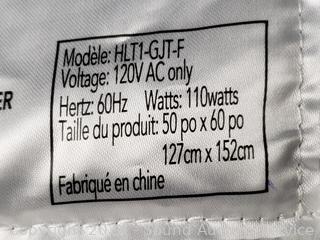 ER
Modèle: HLT1-GJT-F
Voltage: 120V AC only
Hertz: 60Hz Watts: 110watts
Taille du produit: 50 po x 60 po
127cm x 152cm
Fabriqué en chine